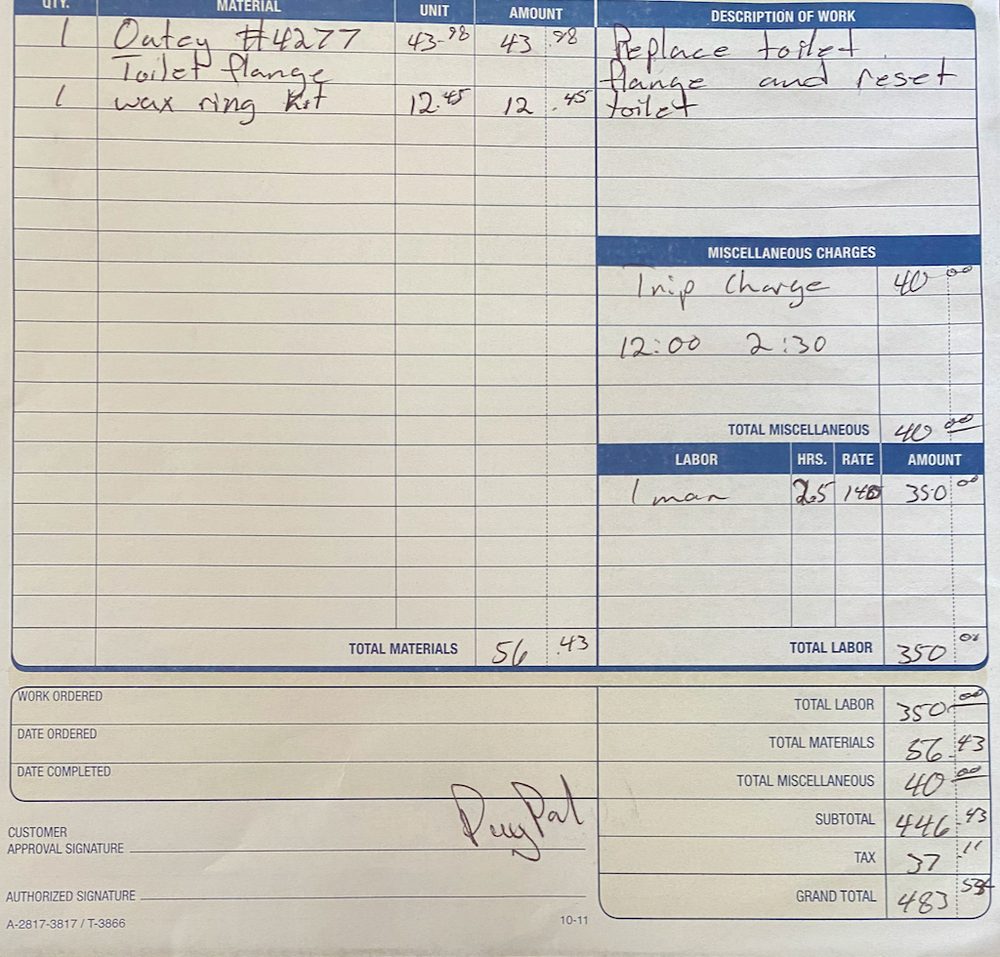 QTY. MATERIAL UNIT AMOUNT
1 Oatey #4277 43.98 43 .98
Toilet flange
1 wax ring kit 12.45 12 .45
TOTAL MATERIALS 56 .43
DESCRIPTION OF WORK
Replace toilet
flange and reset
toilet
MISCELLANEOUS CHARGES
Trip Charge 40 00
12:00 2:30
TOTAL MISCELLANEOUS 40 00
LABOR HRS. RATE AMOUNT
1 man 2.5 140 350 00
TOTAL LABOR 350 00
WORK ORDERED
DATE ORDERED
DATE COMPLETED
CUSTOMER
APPROVAL SIGNATURE PayPal
AUTHORIZED SIGNATURE
A-2817-3817 / T-3866 10-11
TOTAL LABOR 350 00
TOTAL MATERIALS 56.43
TOTAL MISCELLANEOUS 40 00
SUBTOTAL 446.43
TAX 37 .11
GRAND TOTAL 483 54